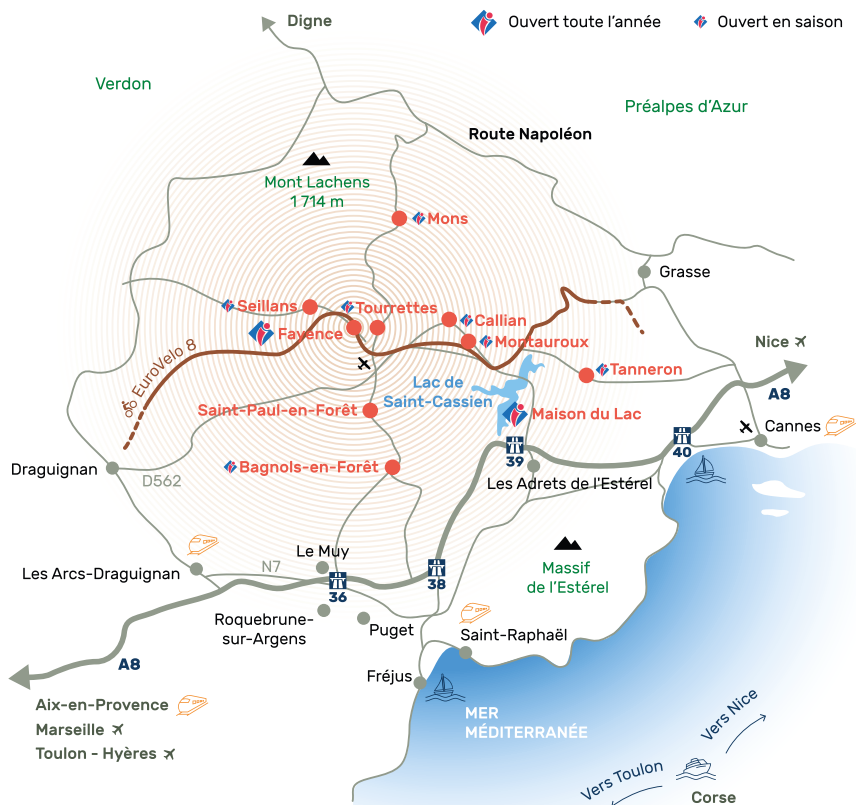 Digne
Ouvert toute l'année
Ouvert en saison
Verdon
Préalpes d'Azur
Route Napoléon
Mont Lachens
1 714 m
Mons
Grasse
Seillans
Tourrettes
Callian
Fayence
Montauroux
Nice
EuroVelo 8
Tanneron
Lac de
Saint-Cassien
A8
Saint-Paul-en-Forêt
Maison du Lac
Cannes
40
39
Bagnols-en-Forêt
Draguignan
D562
Les Adrets de l'Estérel
Le Muy
Massif
de l'Estérel
Les Arcs-Draguignan
N7
38
36
Roquebrune-
sur-Argens
Puget
Saint-Raphaël
A8
Fréjus
Aix-en-Provence
Marseille
Toulon - Hyères
MER
MÉDITERRANÉE
Vers Nice
Vers Toulon
Corse